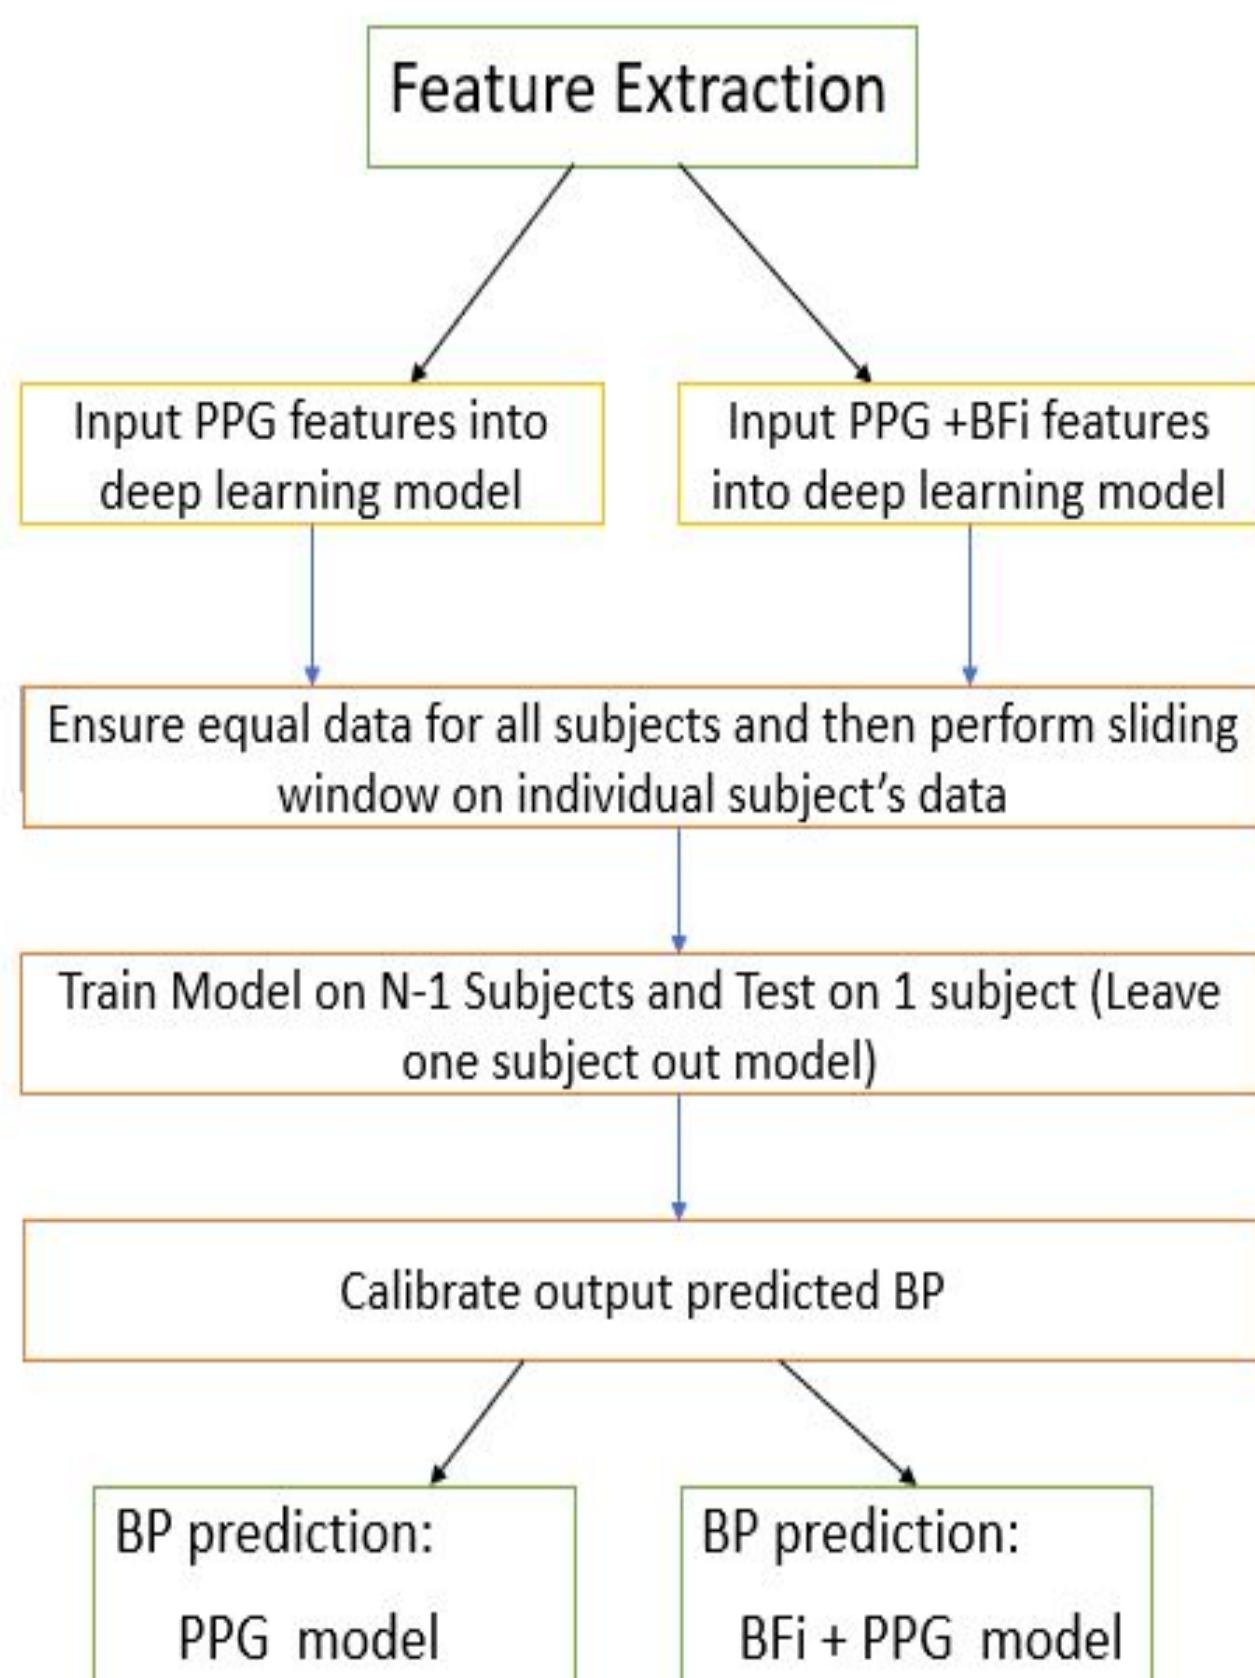 Feature Extraction
Input PPG features into
deep learning model
Input PPG +BFi features
into deep learning model
Ensure equal data for all subjects and then perform sliding
window on individual subject's data
Train Model on N-1 Subjects and Test on 1 subject (Leave
one subject out model)
Calibrate output predicted BP
BP prediction:
PPG model
BP prediction:
BFi + PPG model